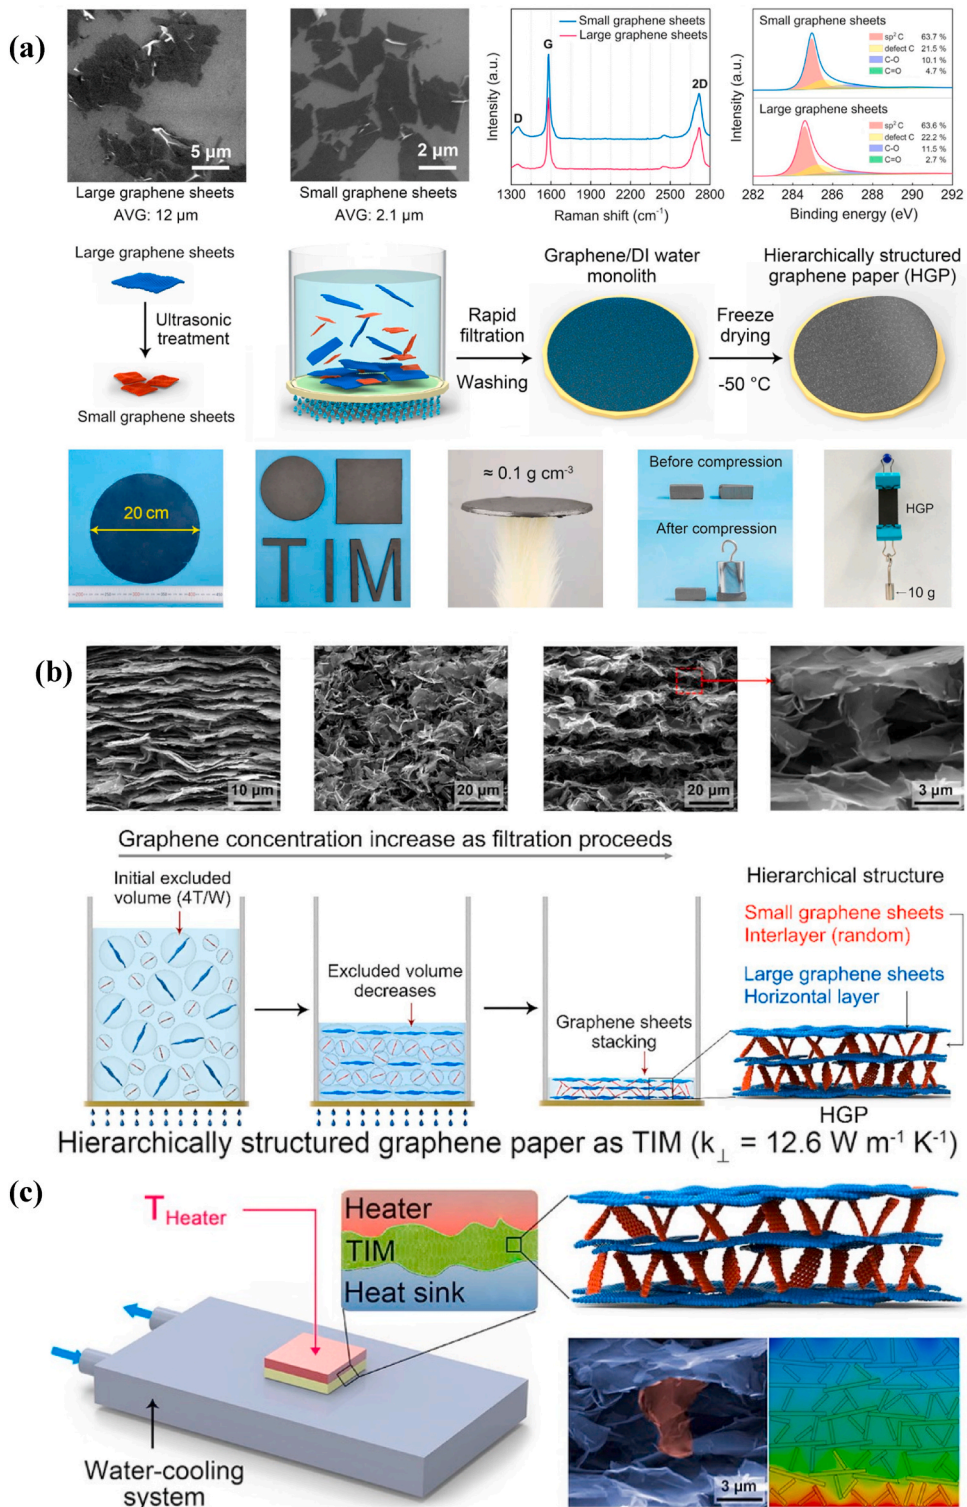 (a)
5 µm
Large graphene sheets
AVG: 12 µm
2 µm
Small graphene sheets
AVG: 2.1 µm
Intensity (a.u.)
Small graphene sheets
Large graphene sheets
G
D
2D
1300 1600 1900 2200 2500 2800
Raman shift (cm⁻¹)
Intensity (a.u.)
Small graphene sheets
sp² C 63.7 %
defect C 21.5 %
C-O 10.1 %
C=O 4.7 %
Large graphene sheets
sp² C 63.6 %
defect C 22.2 %
C-O 11.5 %
C=O 2.7 %
282 284 286 288 290 292
Binding energy (eV)
Large graphene sheets
Ultrasonic
treatment
Small graphene sheets
Rapid
filtration
Washing
Graphene/DI water
monolith
Freeze
drying
-50 °C
Hierarchically structured
graphene paper (HGP)
20 cm
TIM
≈ 0.1 g cm⁻³
Before compression
After compression
HGP
10 g
(b)
10 µm
20 µm
20 µm
3 µm
Graphene concentration increase as filtration proceeds
Initial excluded
volume (4T/W)
Excluded volume
decreases
Graphene sheets
stacking
Hierarchical structure
Small graphene sheets
Interlayer (random)
Large graphene sheets
Horizontal layer
HGP
Hierarchically structured graphene paper as TIM (k⊥ = 12.6 W m⁻¹ K⁻¹)
(c)
T Heater
Heater
TIM
Heat sink
Water-cooling
system
3 µm